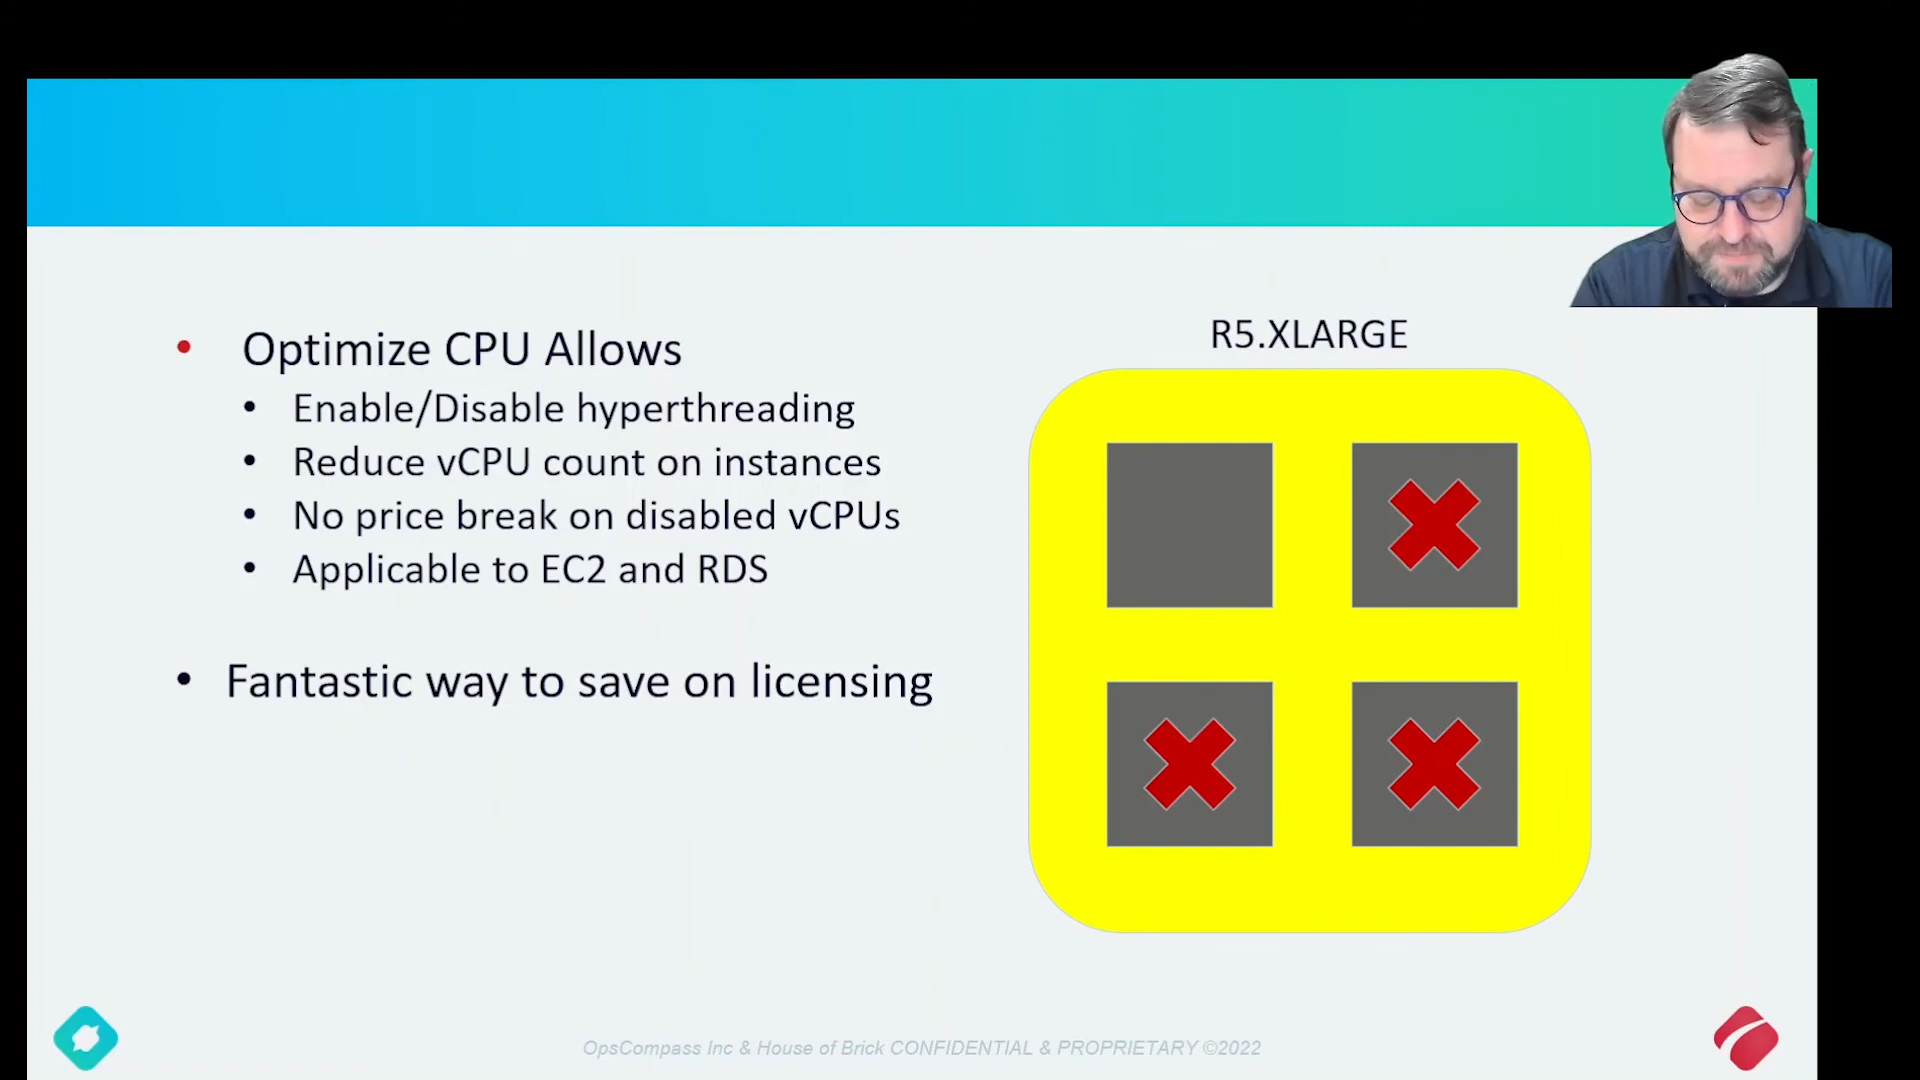 Optimize CPU Allows
Enable/Disable hyperthreading
Reduce vCPU count on instances
No price break on disabled vCPUs
Applicable to EC2 and RDS
Fantastic way to save on licensing
R5.XLARGE
OpsCompass Inc & House of Brick CONFIDENTIAL & PROPRIETARY ©2022